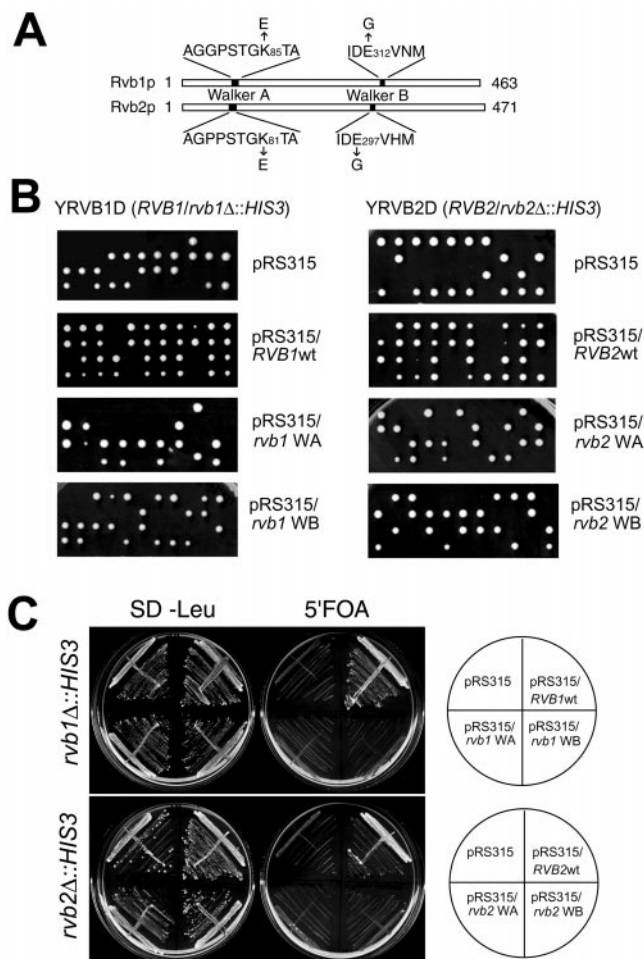 A
E
G
AGGPSTGK85TA
IDE312VNM
Rvb1p 1
463
Walker A
Walker B
Rvb2p 1
471
AGPPSTGK81TA
IDE297VHM
E
G
B
YRVB1D (RVB1/rvb1Δ::HIS3)
YRVB2D (RVB2/rvb2Δ::HIS3)
pRS315
pRS315
pRS315/
RVB1wt
pRS315/
RVB2wt
pRS315/
rvb1 WA
pRS315/
rvb2 WA
pRS315/
rvb1 WB
pRS315/
rvb2 WB
C
SD -Leu
5'FOA
rvb1Δ::HIS3
pRS315
pRS315/
RVB1wt
pRS315/
rvb1 WA
pRS315/
rvb1 WB
rvb2Δ::HIS3
pRS315
pRS315/
RVB2wt
pRS315/
rvb2 WA
pRS315/
rvb2 WB